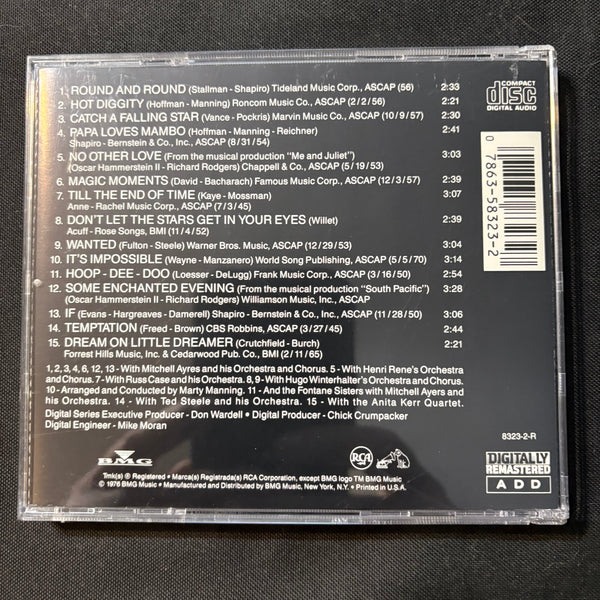 1. ROUND AND ROUND (Stallman - Shapiro) Tideland Music Corp., ASCAP (56) 2:33
2. HOT DIGGITY (Hoffman - Manning) Roncom Music Co., ASCAP (2/2/56) 2:21
3. CATCH A FALLING STAR (Vance - Pockris) Marvin Music Co., ASCAP (10/9/57) 2:30
4. PAPA LOVES MAMBO (Hoffman - Manning - Reichner) 2:41
Shapiro - Bernstein & Co., Inc., ASCAP (8/31/54)
5. NO OTHER LOVE (From the musical production "Me and Juliet") 3:03
(Oscar Hammerstein II - Richard Rodgers) Chappell & Co., ASCAP (5/19/53)
6. MAGIC MOMENTS (David - Bacharach) Famous Music Corp., ASCAP (12/3/57) 2:39
7. TILL THE END OF TIME (Kaye - Mossman) 3:07
Anne - Rachel Music Corp., ASCAP (7/3/45)
8. DON'T LET THE STARS GET IN YOUR EYES (Willet) 2:39
Acuff - Rose Songs, BMI (11/4/52)
9. WANTED (Fulton - Steele) Warner Bros. Music, ASCAP (12/29/53) 3:04
10. IT'S IMPOSSIBLE (Wayne - Manzanero) World Song Publishing, ASCAP (5/5/70) 3:14
11. HOOP - DEE - DOO (Loesser - DeLugg) Frank Music Corp., ASCAP (3/16/50) 2:54
12. SOME ENCHANTED EVENING (From the musical production "South Pacific") 3:28
(Oscar Hammerstein II - Richard Rodgers) Williamson Music, Inc., ASCAP
13. IF (Evans - Hargreaves - Damerell) Shapiro - Bernstein & Co., Inc., ASCAP (11/28/50) 3:06
14. TEMPTATION (Freed - Brown) CBS Robbins, ASCAP (3/27/45) 2:44
15. DREAM ON LITTLE DREAMER (Crutchfield - Burch) 2:21
Forrest Hills Music, Inc. & Cedarwood Pub. Co., BMI (2/11/65)
1,2,3,4,6,12,13 - With Mitchell Ayres and his Orchestra and Chorus. 5 - With Henri Rene's Orchestra
and Chorus. 7 - With Russ Case and his Orchestra. 8, 9 - With Hugo Winterhalter's Orchestra and Chorus.
10 - Arranged and Conducted by Marty Manning. 11 - And the Fontane Sisters with Mitchell Ayers and
his Orchestra. 14 - With Ted Steele and his Orchestra. 15 - With the Anita Kerr Quartet.
Digital Series Executive Producer - Don Wardell • Digital Producer - Chick Crumpacker
Digital Engineer - Mike Moran
BMG
RCA
Tmk(s) ® Registered • Marca(s) Registrada(s) RCA Corporation, except BMG logo TM BMG Music
© 1976 BMG Music • Manufactured and Distributed by BMG Music, New York, N.Y. • Printed in U.S.A.
COMPACT
disc
DIGITAL AUDIO
0 7863-58323-2
8323-2-R
DIGITALLY
REMASTERED
ADD